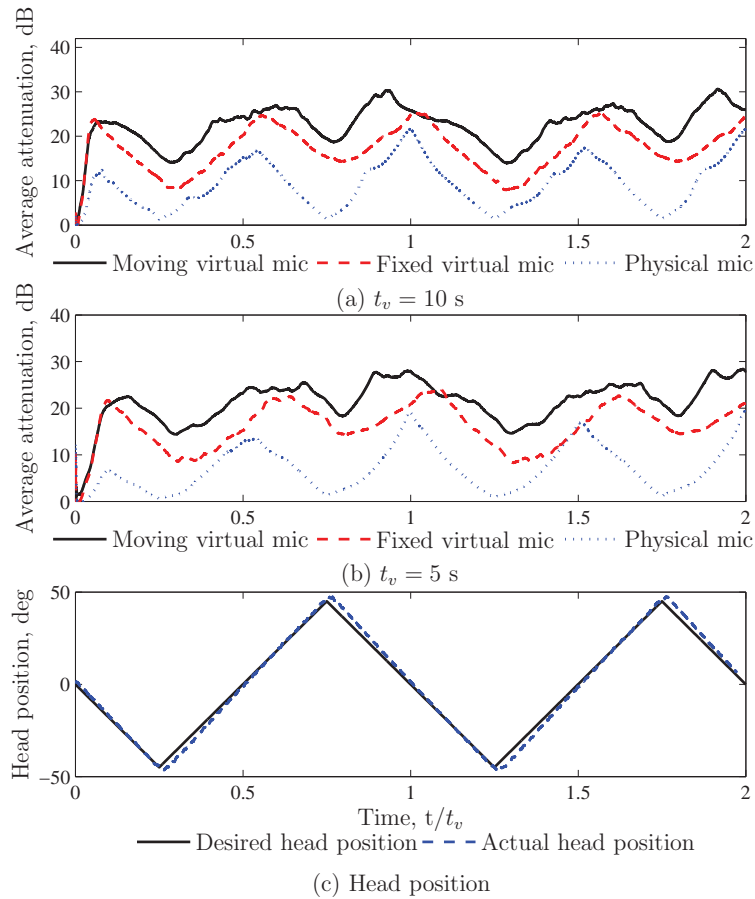 Average attenuation, dB
40
30
20
10
0
0 0.5 1 1.5 2
Moving virtual mic Fixed virtual mic Physical mic
(a) t_v = 10 s
Average attenuation, dB
40
30
20
10
0
0 0.5 1 1.5 2
Moving virtual mic Fixed virtual mic Physical mic
(b) t_v = 5 s
Head position, deg
50
0
−50
0 0.5 1 1.5 2
Time, t/t_v
Desired head position Actual head position
(c) Head position